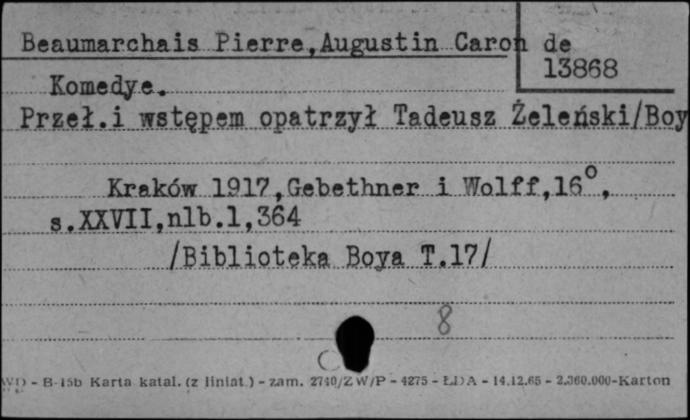 Beaumarchais Pierre,Augustin Caron de
13868
Komedye.
Przeł.i wstępem opatrzył Tadeusz Żeleński/Boy
Kraków 1917,Gebethner i Wolff,16°,
s.XXVII,nlb.1,364
/Biblioteka Boya T.17/
8
WD - B-15b Karta katal. (z liniat.) - zam. 2740/ZW/P - 4275 - ŁDA - 14.12.65 - 2.360.000-Karton